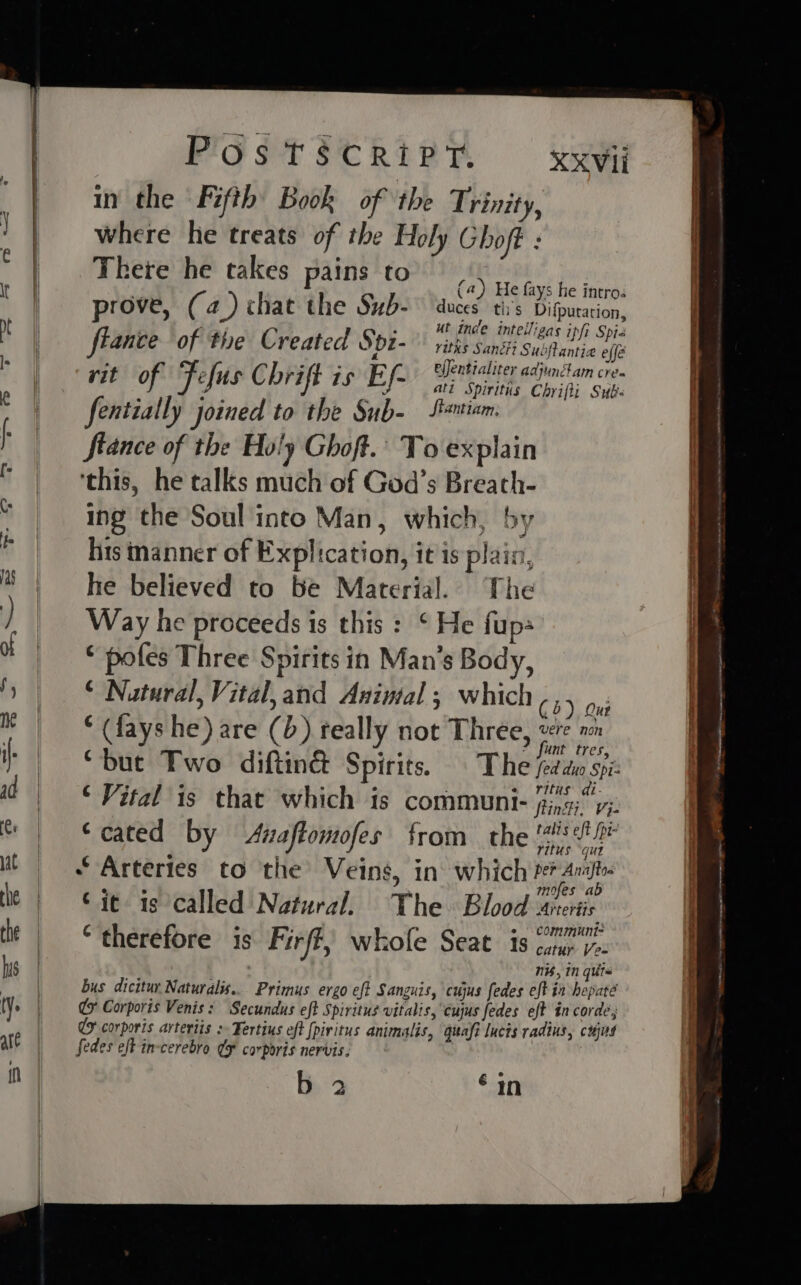 POSTSCRIPT. xxvii
in the Fifth Book of the Trinity,
where he treats of the Holy Ghoſt :
There he takes pains to
prove, (a) that the Sub-
ſtance of the Created Spi-
rit of Jeſus Chriſt is Eſ-
ſentially joined to the Sub-
ſtance of the Holy Ghoſt. To explain
this, he talks much of God's Breath-
ing the Soul into Man, which, by
his manner of Explication, it is plain,
he believed to be Material. The
Way he proceeds is this : ‘ He ſup-
‘ poſes Three Spirits in Man's Body,
‘ Natural, Vital, and Animal ; which
‘ (ſays he) are (b) really not Three,
‘ but Two diſtinct Spirits. The
‘ Vital is that which is communi-
‘ cated by Anaſtomoſes from the
‘ Arteries to the Veins, in which
‘ it is called Natural. The Blood
‘ therefore is Firſt, whoſe Seat is
(a) He ſays he intro-
duces this Diſputation,
ut inde intelligas ipſi Spi-
ritûs Sancti Subſtantiæ eſſe
eſſentialiter adjunctam cre-
ati Spiritûs Chriſti Sub-
ſtantiam.
(b) Qui
vere non
ſunt tres,
ſed duo Spi-
ritus di-
ſtincti. Vi-
talis eſt ſpi-
ritus qui
per Anaſto-
moſes ab
Arteriis
communi-
catur Ve-
nis, in qui-
bus dicitur Naturalis. Primus ergo eſt Sanguis, cujus ſedes eſt in hepate
& Corporis Venis : Secundus eſt Spiritus vitalis, cujus ſedes eſt in corde,
& corporis arteriis : Tertius eſt ſpiritus animalis, quaſi lucis radius, cujus
ſedes eſt in cerebro & corporis nervis.
b 2 ‘ in